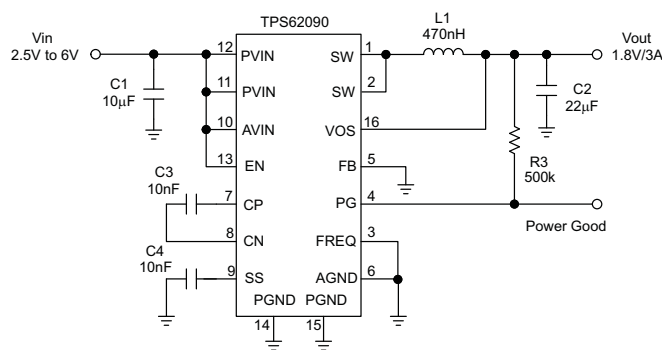 TPS62090
Vin
2.5V to 6V
12
PVIN
SW
1
L1
470nH
Vout
1.8V/3A
C1
10μF
11
PVIN
SW
2
C2
22μF
10
AVIN
VOS
16
13
EN
FB
5
R3
500k
C3
10nF
7
CP
PG
4
Power Good
8
CN
FREQ
3
C4
10nF
9
SS
AGND
6
PGND
PGND
14
15